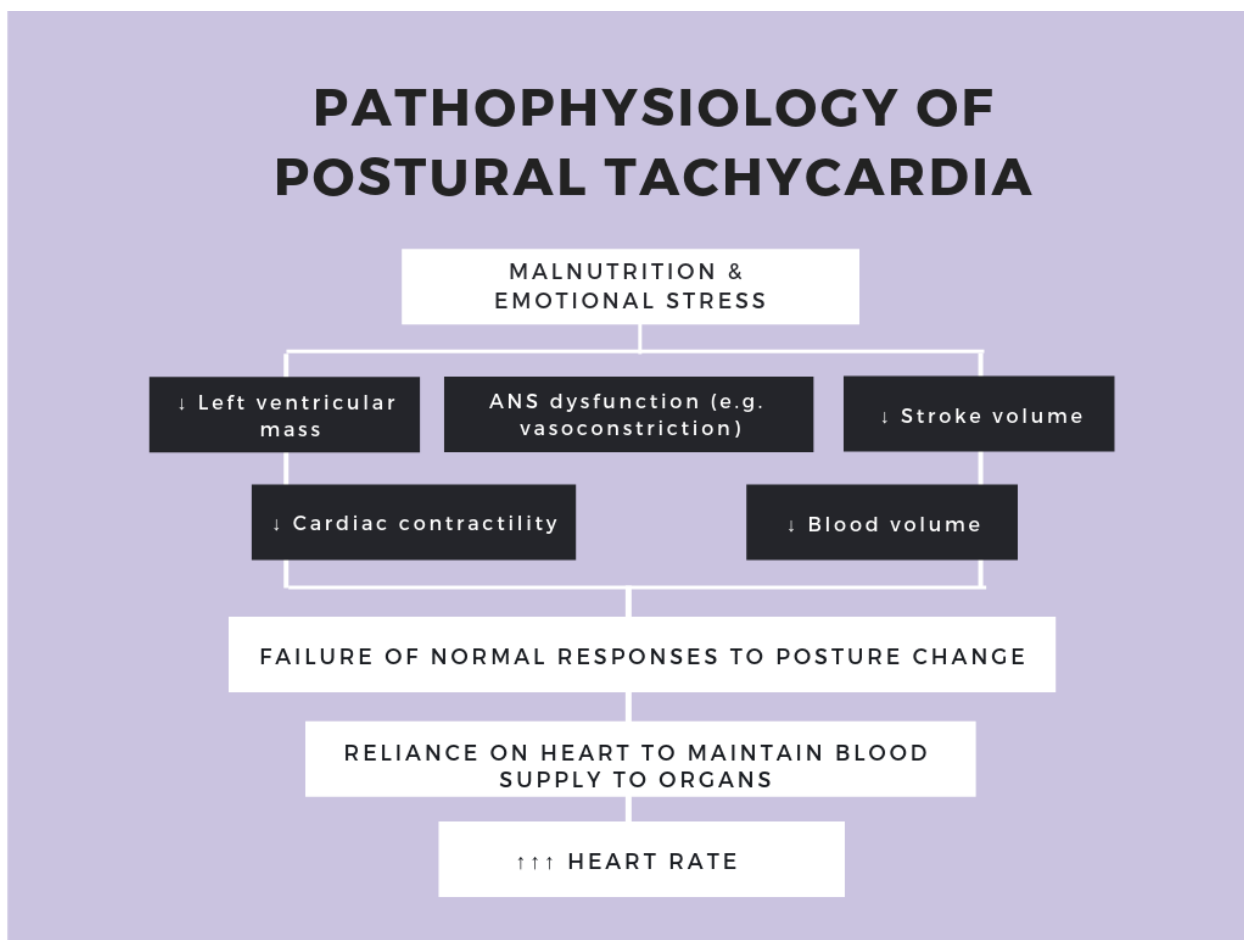 PATHOPHYSIOLOGY OF
POSTURAL TACHYCARDIA
MALNUTRITION &
EMOTIONAL STRESS
↓ Left ventricular
mass
ANS dysfunction (e.g.
vasoconstriction)
↓ Stroke volume
↓ Cardiac contractility
↓ Blood volume
FAILURE OF NORMAL RESPONSES TO POSTURE CHANGE
RELIANCE ON HEART TO MAINTAIN BLOOD
SUPPLY TO ORGANS
↑↑↑ HEART RATE